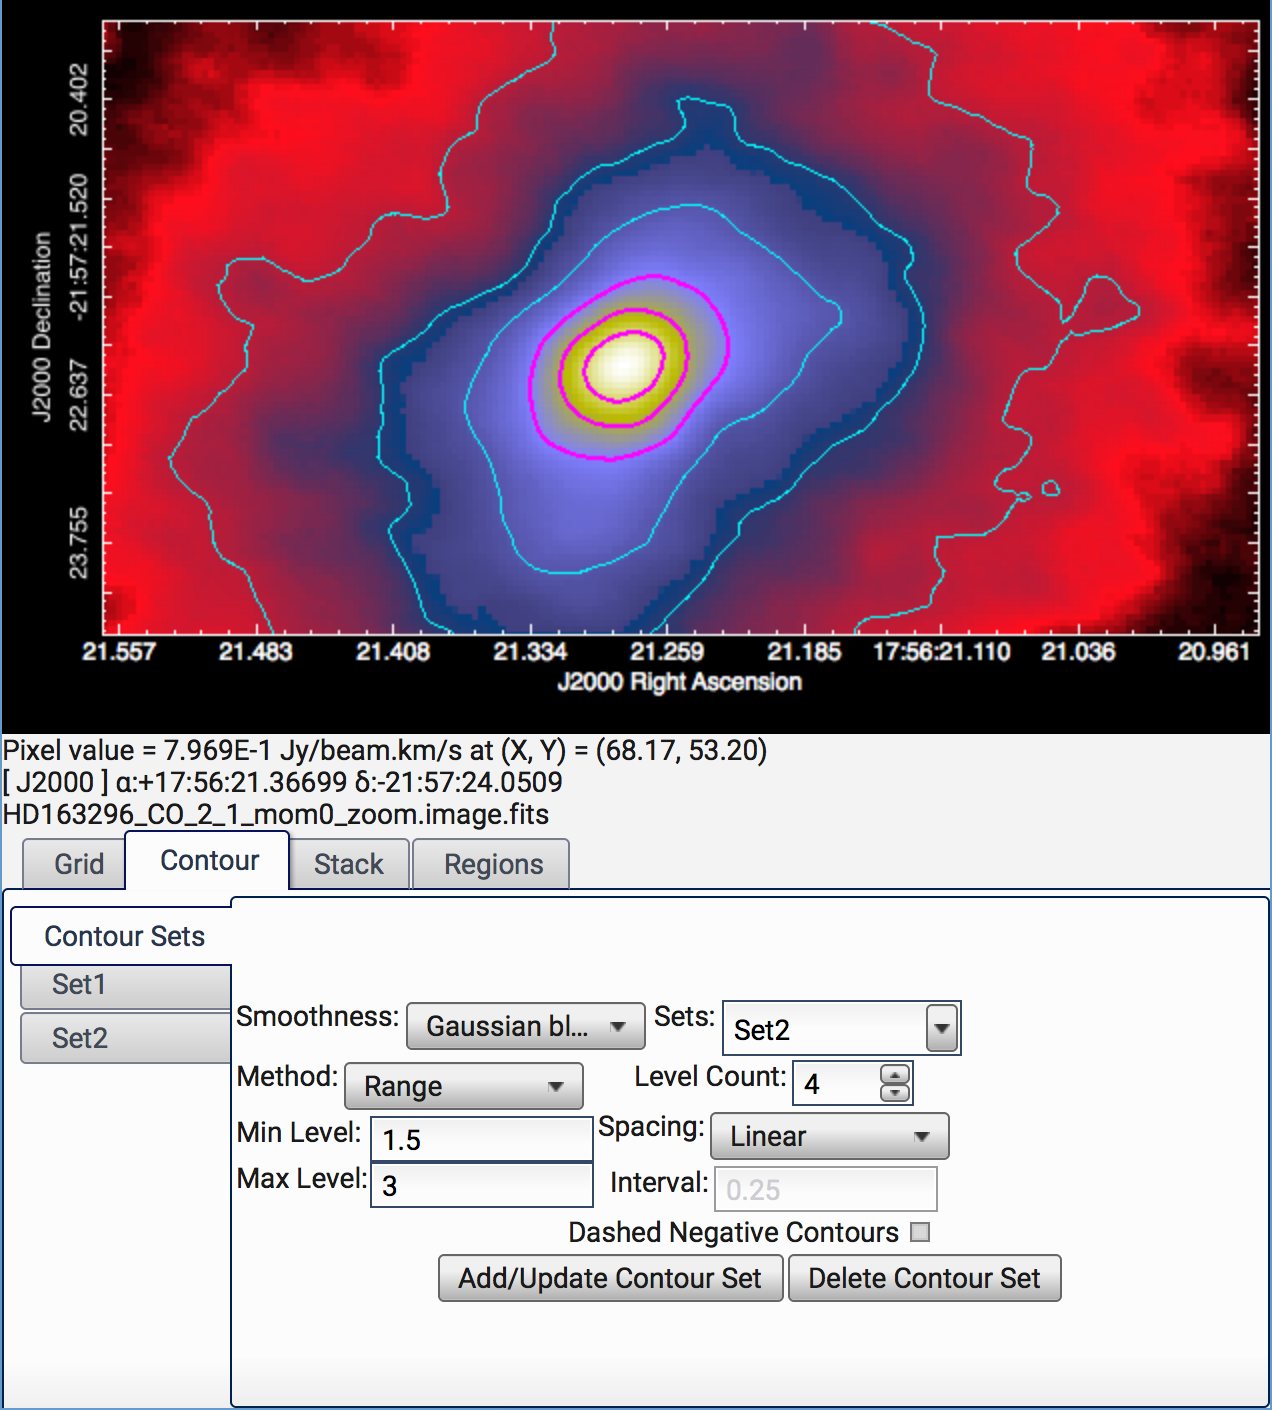 J2000 Declination
20.402
-21:57:21.520
22.637
23.755
21.557 21.483 21.408 21.334 21.259 21.185 17:56:21.110 21.036 20.961
J2000 Right Ascension
Pixel value = 7.969E-1 Jy/beam.km/s at (X, Y) = (68.17, 53.20)
[ J2000 ] α:+17:56:21.36699 δ:-21:57:24.0509
HD163296_CO_2_1_mom0_zoom.image.fits
Grid Contour Stack Regions
Contour Sets
Set1
Set2
Smoothness: Gaussian bl... Sets: Set2
Method: Range Level Count: 4
Min Level: 1.5 Spacing: Linear
Max Level: 3 Interval: 0.25
Dashed Negative Contours
Add/Update Contour Set Delete Contour Set